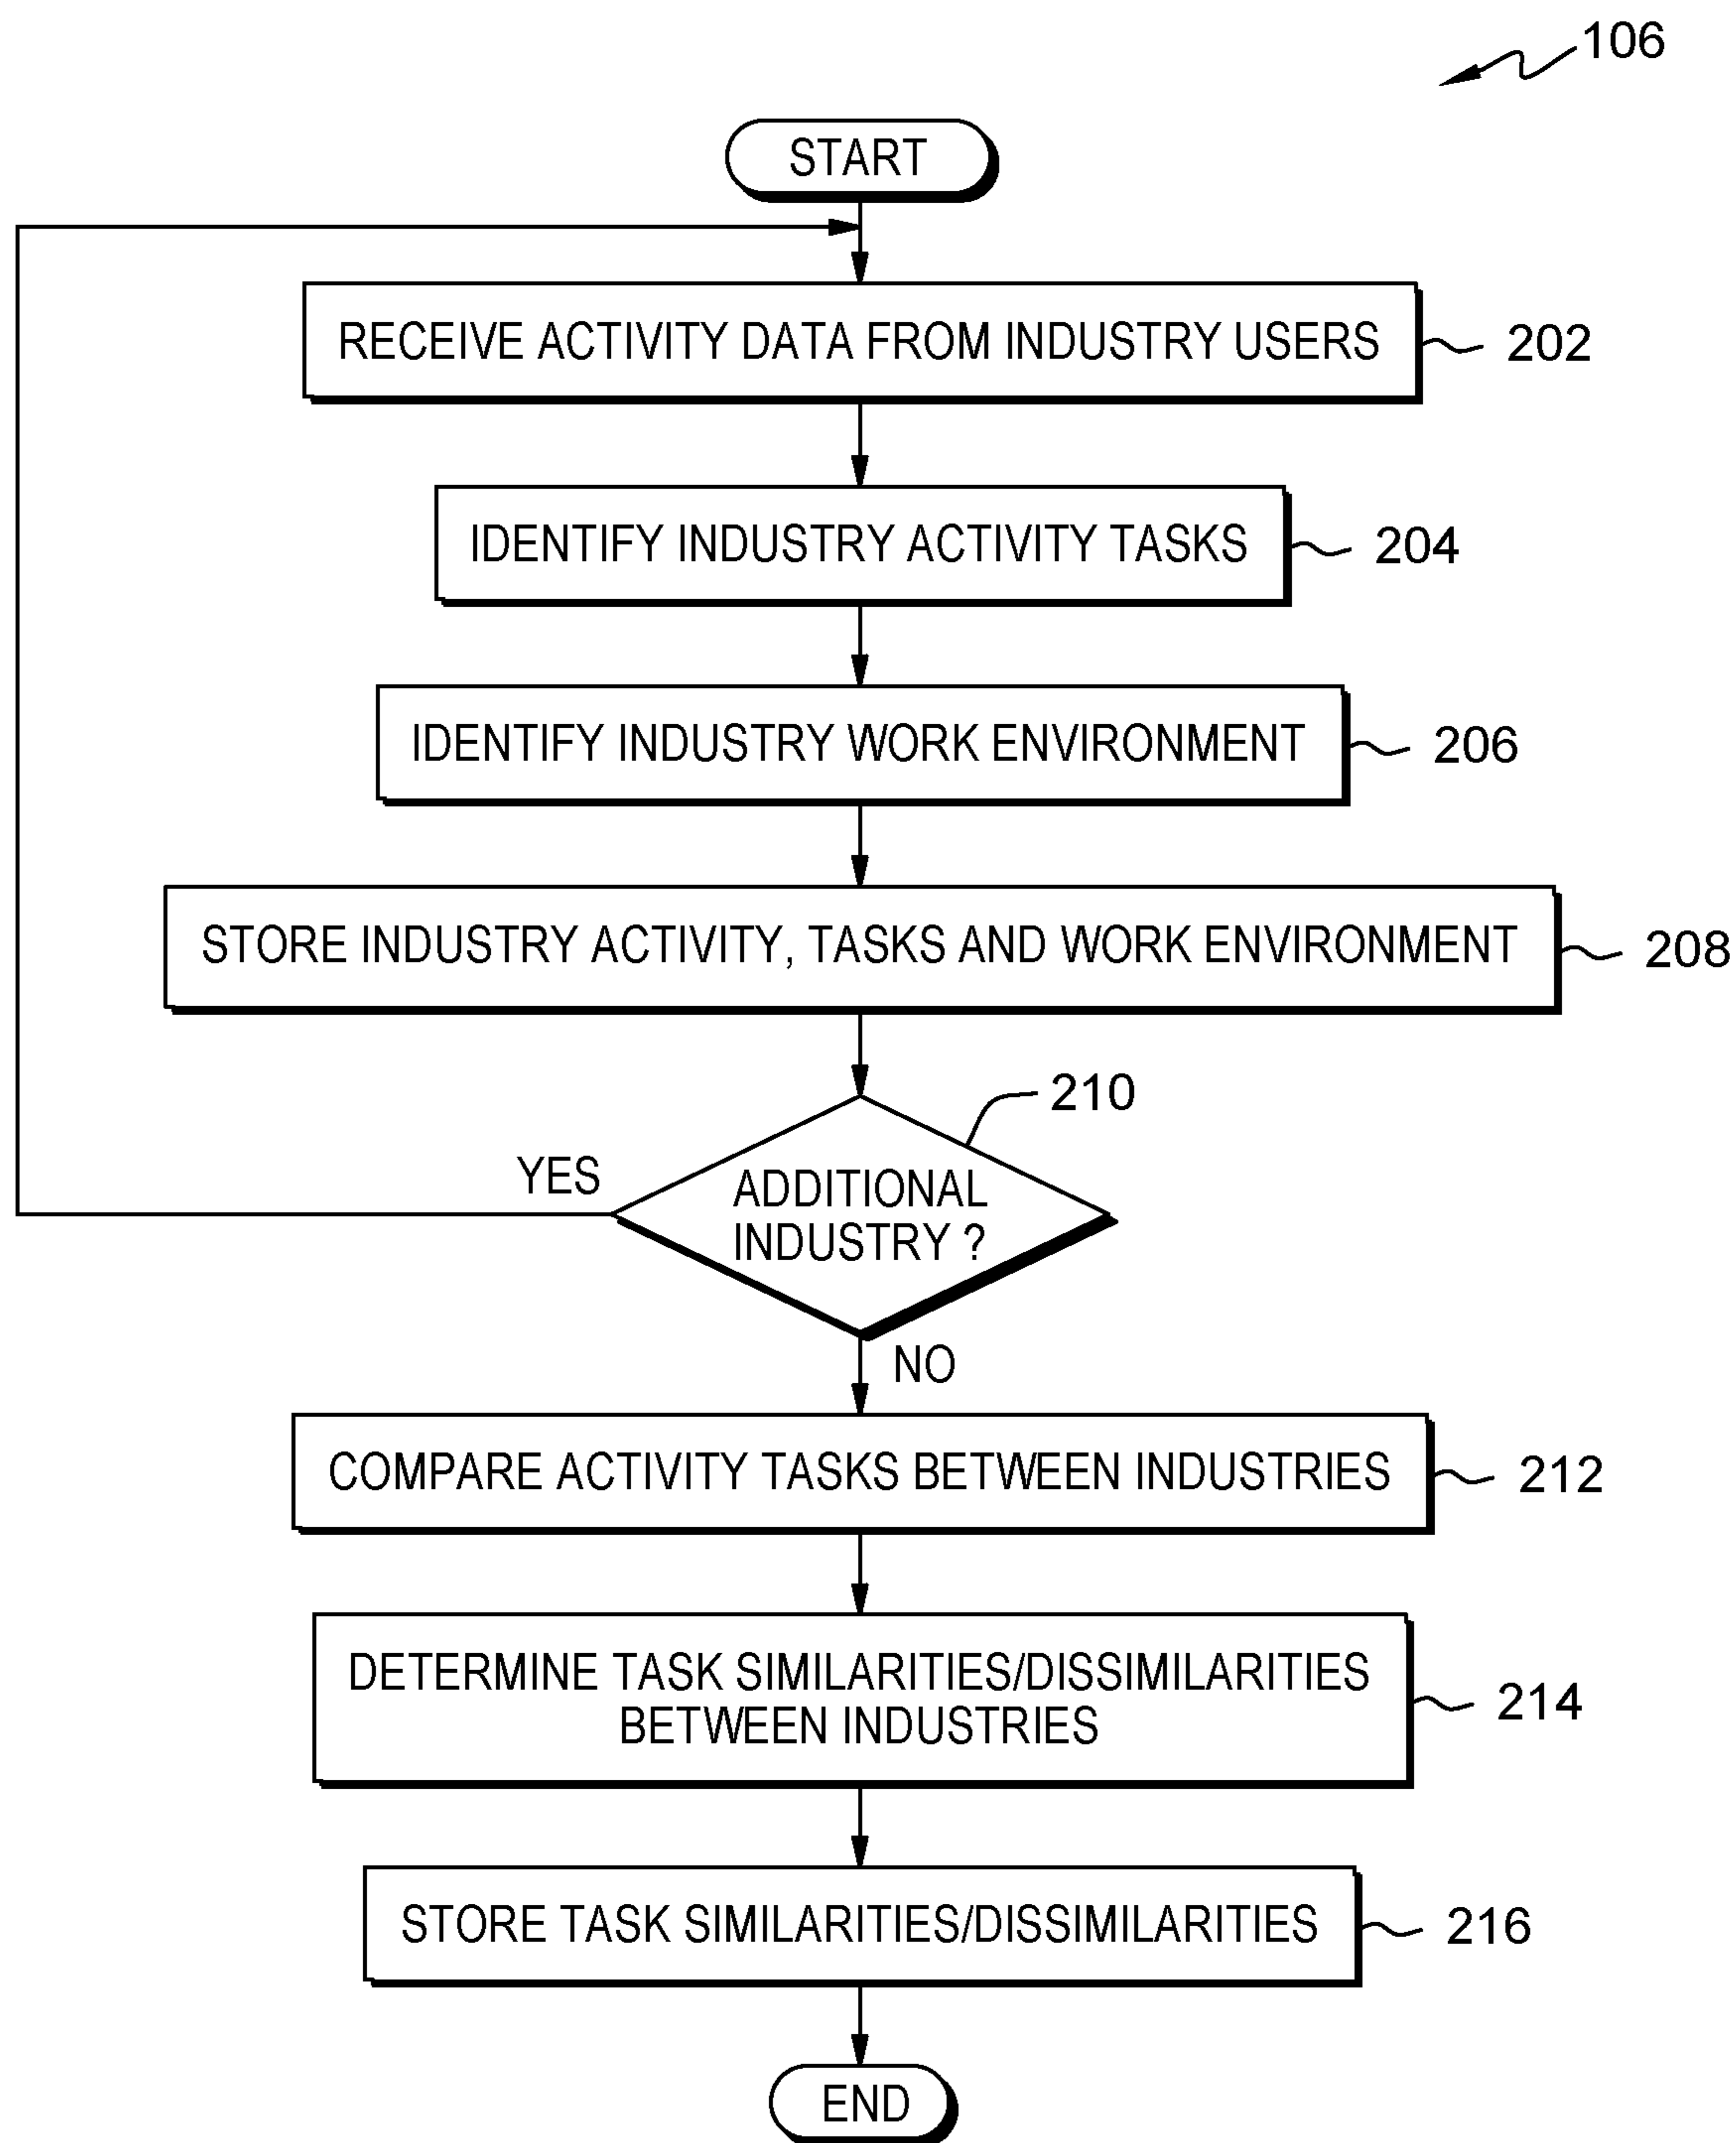 106
START
RECEIVE ACTIVITY DATA FROM INDUSTRY USERS
202
IDENTIFY INDUSTRY ACTIVITY TASKS
204
IDENTIFY INDUSTRY WORK ENVIRONMENT
206
STORE INDUSTRY ACTIVITY, TASKS AND WORK ENVIRONMENT
208
210
YES
ADDITIONAL
INDUSTRY ?
NO
COMPARE ACTIVITY TASKS BETWEEN INDUSTRIES
212
DETERMINE TASK SIMILARITIES/DISSIMILARITIES
BETWEEN INDUSTRIES
214
STORE TASK SIMILARITIES/DISSIMILARITIES
216
END